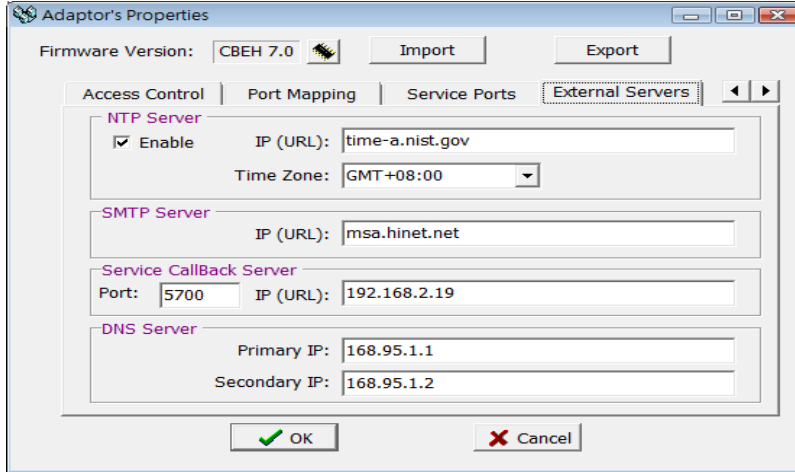 Adaptor's Properties
Firmware Version: CBEH 7.0 Import Export
Access Control Port Mapping Service Ports External Servers
NTP Server
Enable IP (URL): time-a.nist.gov
Time Zone: GMT+08:00
SMTP Server
IP (URL): msa.hinet.net
Service CallBack Server
Port: 5700 IP (URL): 192.168.2.19
DNS Server
Primary IP: 168.95.1.1
Secondary IP: 168.95.1.2
OK Cancel